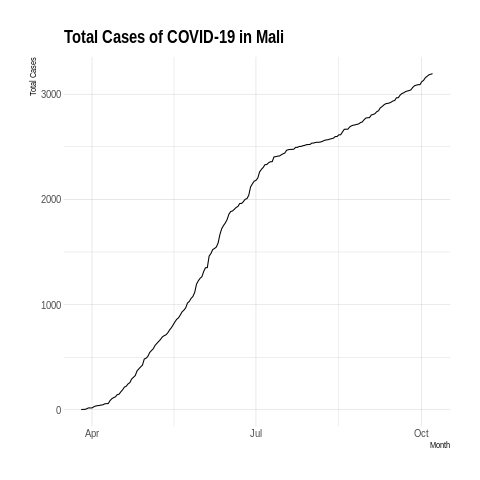 Total Cases of COVID-19 in Mali
Total Cases
3000
2000
1000
0
Apr
Jul
Oct
Month